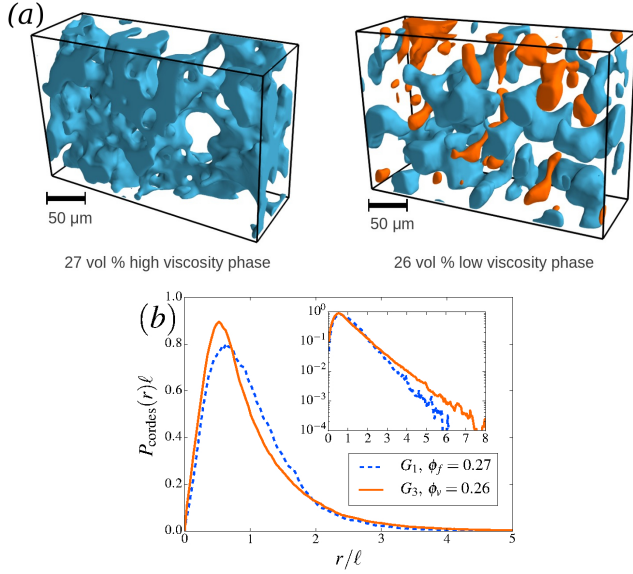 (a)
50 µm
50 µm
27 vol % high viscosity phase
26 vol % low viscosity phase
(b)
P_cordes(r)ℓ
1.0
0.8
0.6
0.4
0.2
0.0
0 1 2 3 4 5
r/ℓ
10^0
10^-1
10^-2
10^-3
10^-4
0 1 2 3 4 5 6 7 8
G_1, ϕ_f = 0.27
G_3, ϕ_v = 0.26